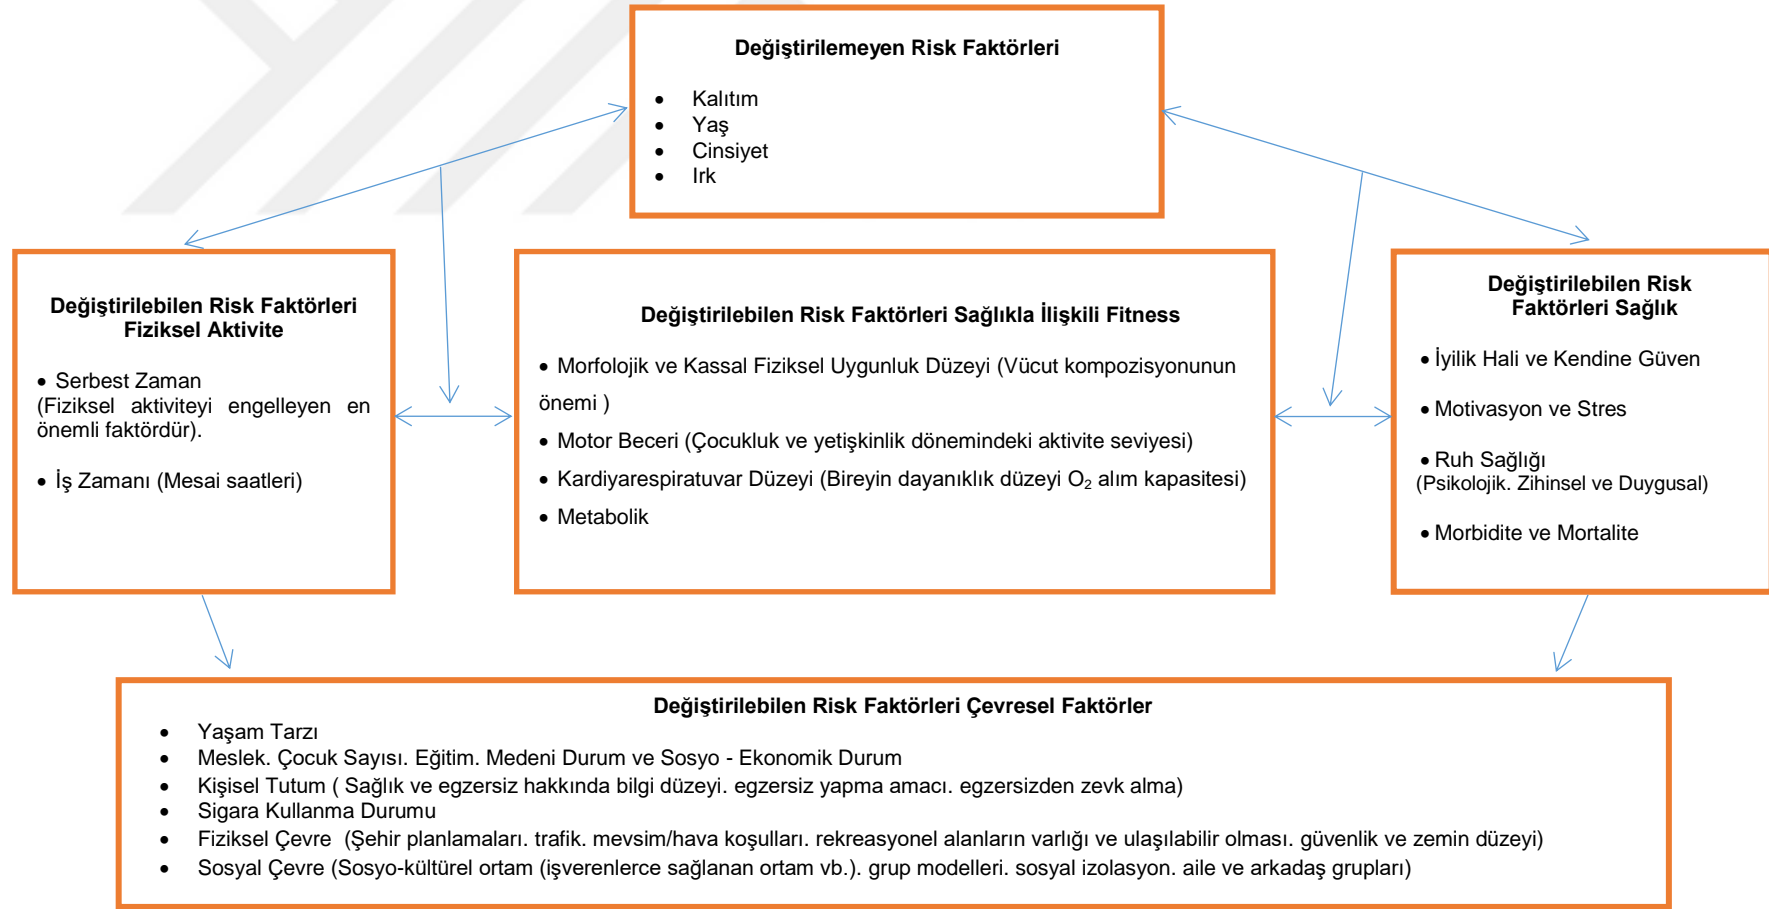 Değiştirilemeyen Risk Faktörleri
• Kalıtım
• Yaş
• Cinsiyet
• Irk
Değiştirilebilen Risk Faktörleri
Fiziksel Aktivite
• Serbest Zaman
(Fiziksel aktiviteyi engelleyen en
önemli faktördür).
• İş Zamanı (Mesai saatleri)
Değiştirilebilen Risk Faktörleri Sağlıkla İlişkili Fitness
• Morfolojik ve Kassal Fiziksel Uygunluk Düzeyi (Vücut kompozisyonunun
önemi )
• Motor Beceri (Çocukluk ve yetişkinlik dönemindeki aktivite seviyesi)
• Kardiyarespiratuvar Düzeyi (Bireyin dayanıklık düzeyi O₂ alım kapasitesi)
• Metabolik
Değiştirilebilen Risk
Faktörleri Sağlık
• İyilik Hali ve Kendine Güven
• Motivasyon ve Stres
• Ruh Sağlığı
(Psikolojik. Zihinsel ve Duygusal)
• Morbidite ve Mortalite
Değiştirilebilen Risk Faktörleri Çevresel Faktörler
• Yaşam Tarzı
• Meslek. Çocuk Sayısı. Eğitim. Medeni Durum ve Sosyo - Ekonomik Durum
• Kişisel Tutum ( Sağlık ve egzersiz hakkında bilgi düzeyi. egzersiz yapma amacı. egzersizden zevk alma)
• Sigara Kullanma Durumu
• Fiziksel Çevre (Şehir planlamaları. trafik. mevsim/hava koşulları. rekreasyonel alanların varlığı ve ulaşılabilir olması. güvenlik ve zemin düzeyi)
• Sosyal Çevre (Sosyo-kültürel ortam (işverenlerce sağlanan ortam vb.). grup modelleri. sosyal izolasyon. aile ve arkadaş grupları)